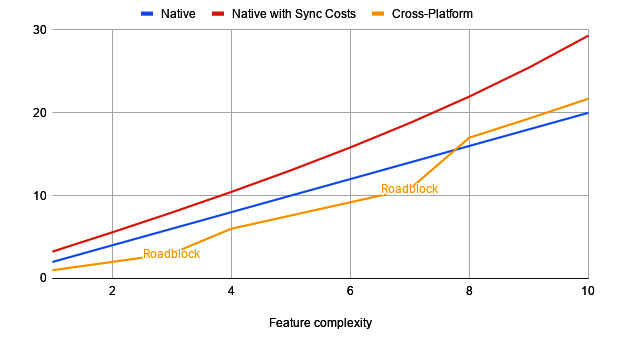 Native Native with Sync Costs Cross-Platform
30
20
10
0
Roadblock
Roadblock
2 4 6 8 10
Feature complexity